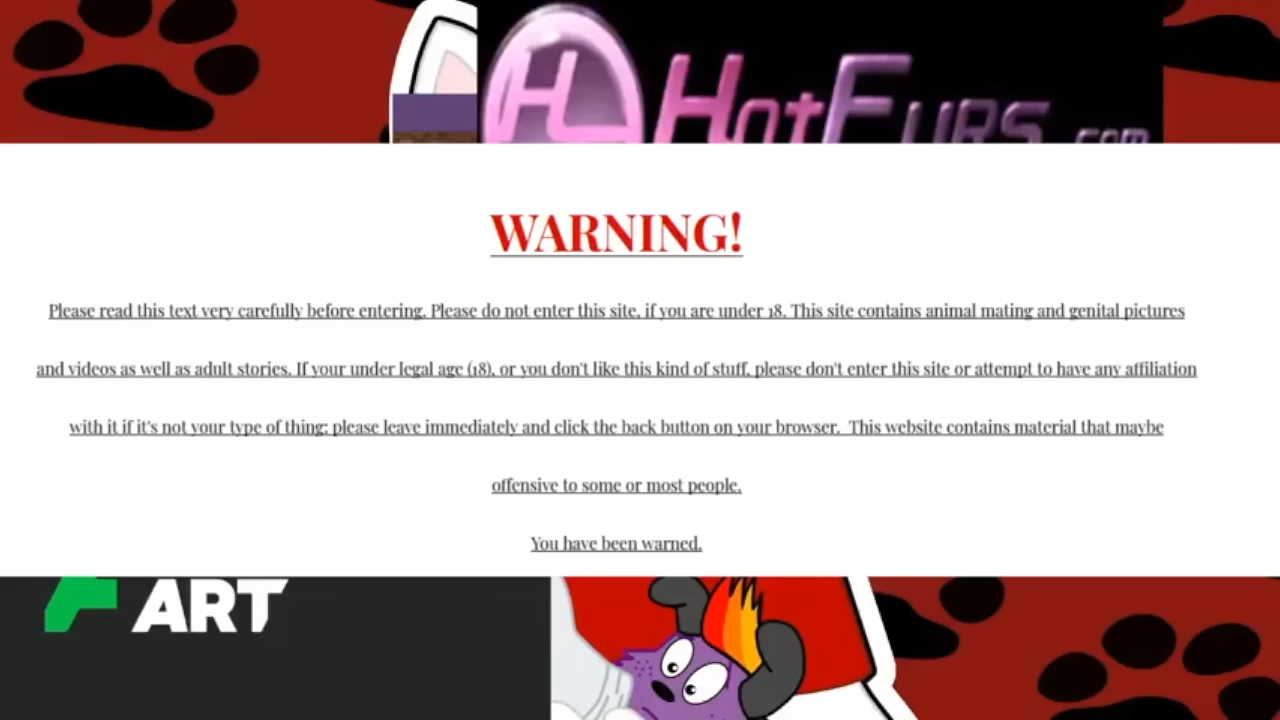 HL HotFurs.com
WARNING!
Please read this text very carefully before entering. Please do not enter this site, if you are under 18. This site contains animal mating and genital pictures
and videos as well as adult stories. If your under legal age (18), or you don't like this kind of stuff, please don't enter this site or attempt to have any affiliation
with it if it's not your type of thing; please leave immediately and click the back button on your browser. This website contains material that maybe
offensive to some or most people.
You have been warned.
ART